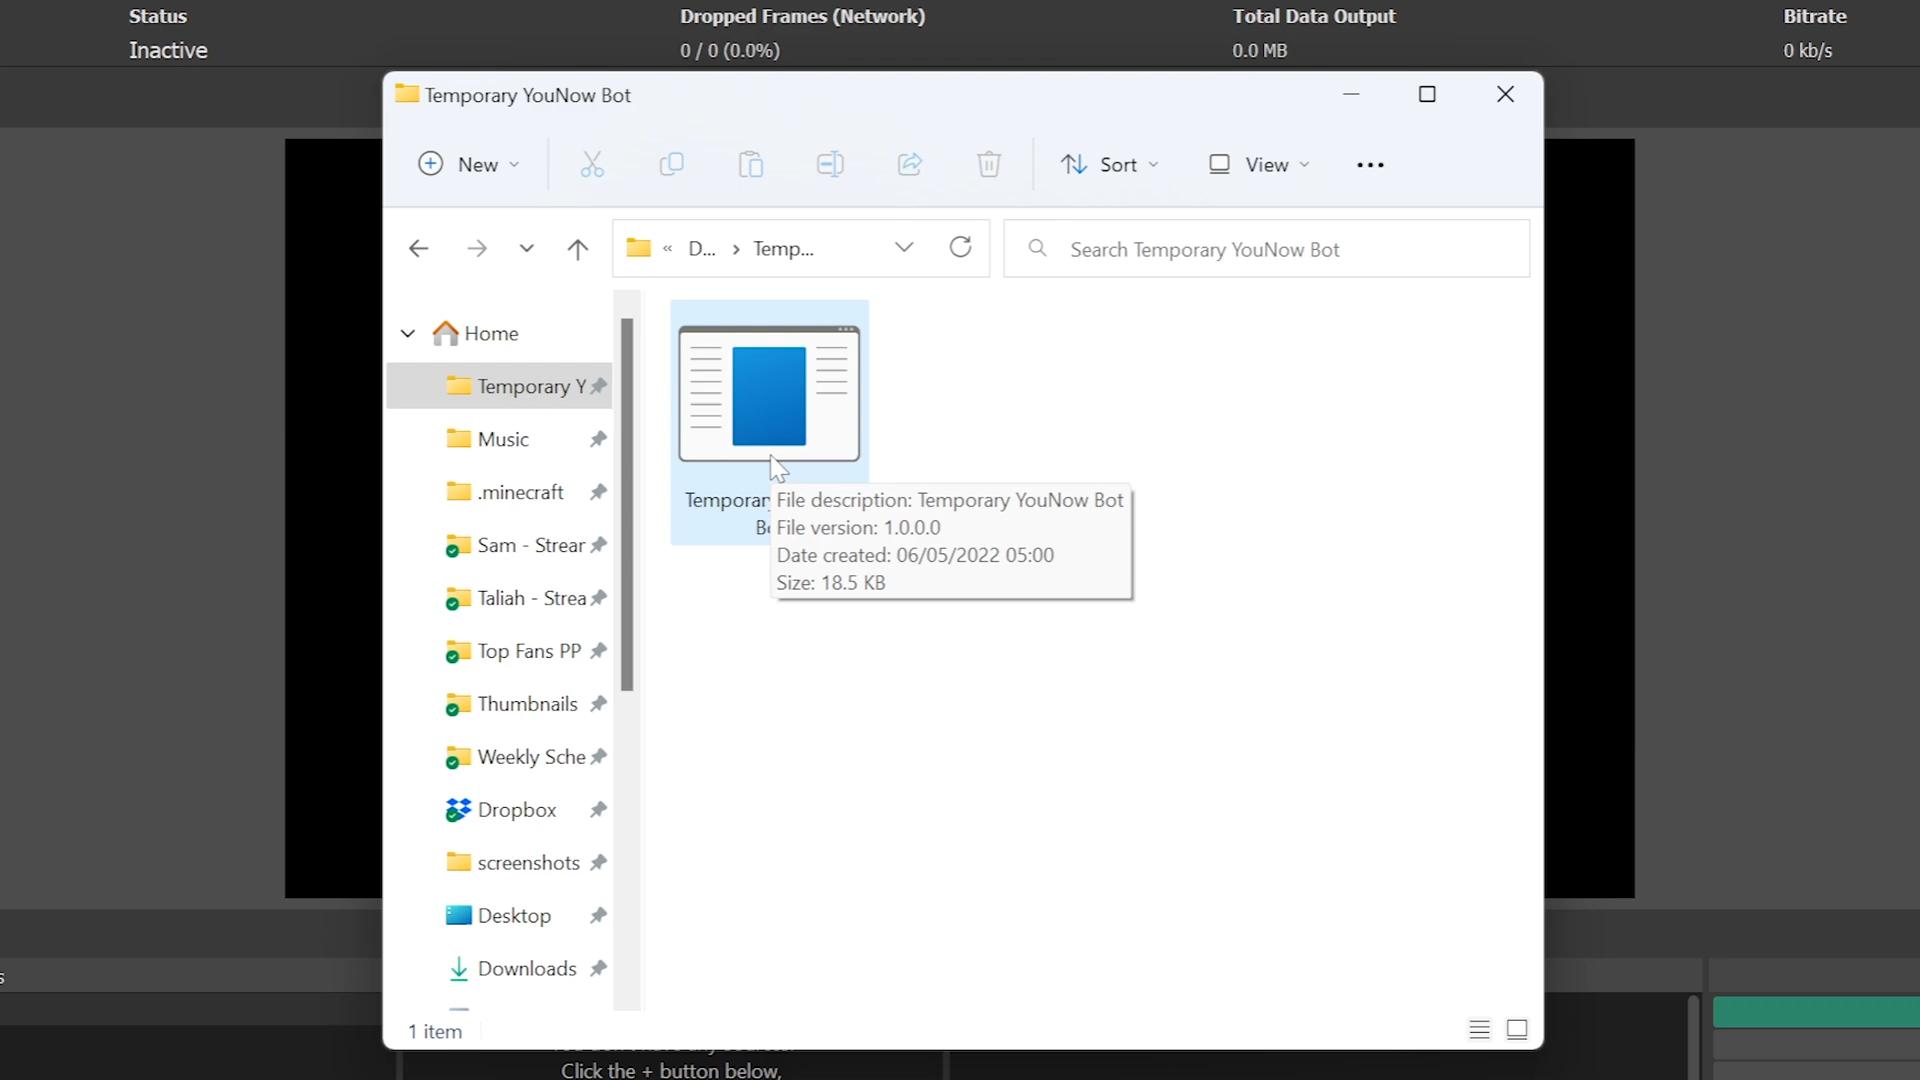 Status
Dropped Frames (Network)
Total Data Output
Bitrate
Inactive
0 / 0 (0.0%)
0.0 MB
0 kb/s
Temporary YouNow Bot
New
Sort
View
« D... › Temp...
Search Temporary YouNow Bot
Home
Temporary Y
Music
.minecraft
Sam - Strear
Taliah - Strea
Top Fans PP
Thumbnails
Weekly Sche
Dropbox
screenshots
Desktop
Downloads
Temporary
File description: Temporary YouNow Bot
File version: 1.0.0.0
Date created: 06/05/2022 05:00
Size: 18.5 KB
1 item
Click the + button below,